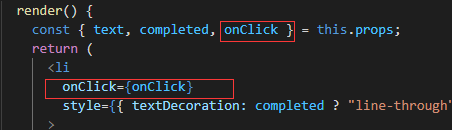 render() {
const { text, completed, onClick } = this.props;
return (
<li
onClick={onClick}
style={{ textDecoration: completed ? "line-through"
>